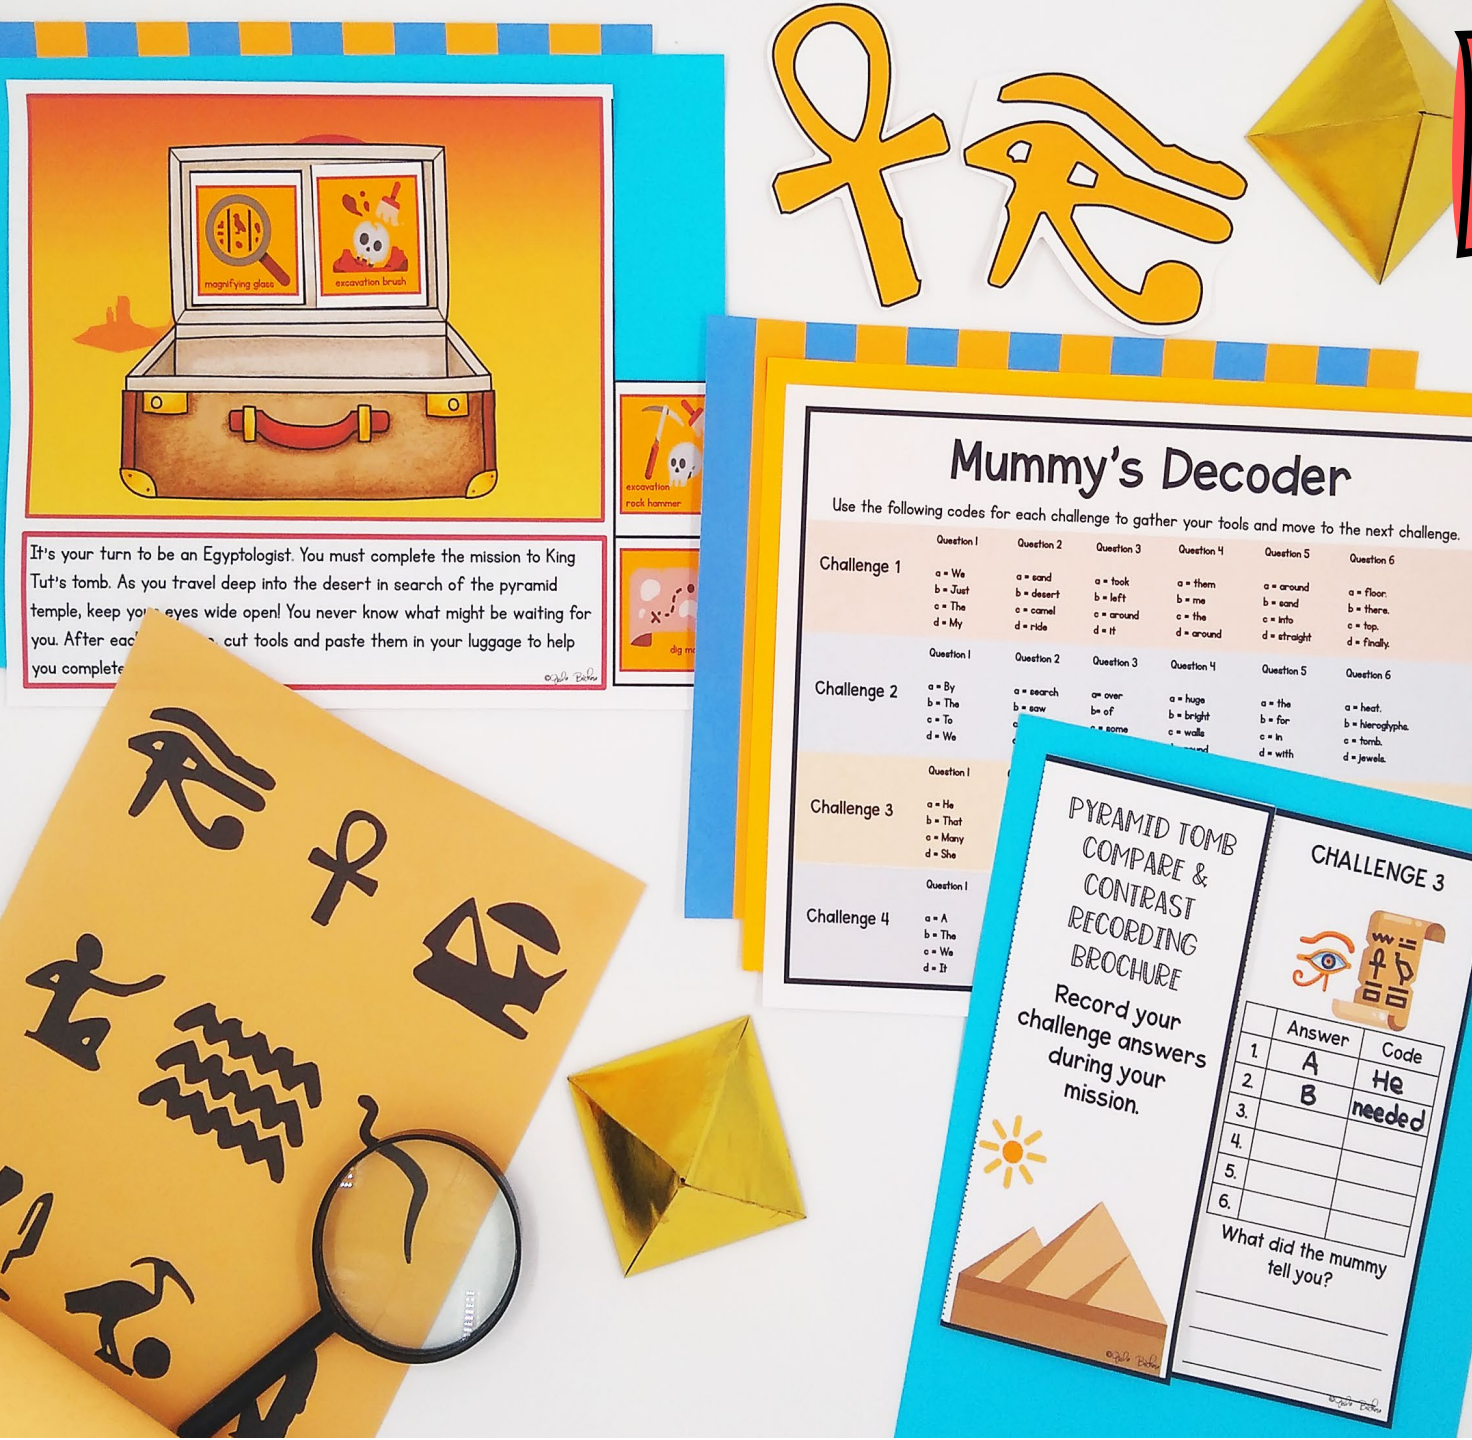 magnifying glass
excavation brush
It's your turn to be an Egyptologist. You must complete the mission to King
Tut's tomb. As you travel deep into the desert in search of the pyramid
temple, keep your eyes wide open! You never know what might be waiting for
you. After cut tools and paste them in your luggage to help
you complete
excavation
rock hammer
dig
Mummy's Decoder
Use the following codes for each challenge to gather your tools and move to the next challenge.
Question 1 Question 2 Question 3 Question 4 Question 5 Question 6
Challenge 1
a = We a = sand a = took a = them a = around a = floor.
b = Just b = desert b = left b = me b = sand b = there.
c = The c = camel c = around c = the c = into c = top.
d = My d = ride d = it d = around d = straight d = finally.
Question 1 Question 2 Question 3 Question 4 Question 5 Question 6
Challenge 2
a = By a = search a= over a = huge a = the a = heat.
b = The b = saw b= of b = bright b = for b = hieroglyphs.
c = To c = some c = walls c = in c = tomb.
d = We d = with d = jewels.
Question 1
Challenge 3
a = He
b = That
c = Many
d = She
Question 1
Challenge 4
a = A
b = The
c = We
d = It
PYRAMID TOMB
COMPARE &
CONTRAST
RECORDING
BROCHURE
Record your
challenge answers
during your
mission.
CHALLENGE 3
Answer Code
1. A He
2. B needed
3.
4.
5.
6.
What did the mummy
tell you?